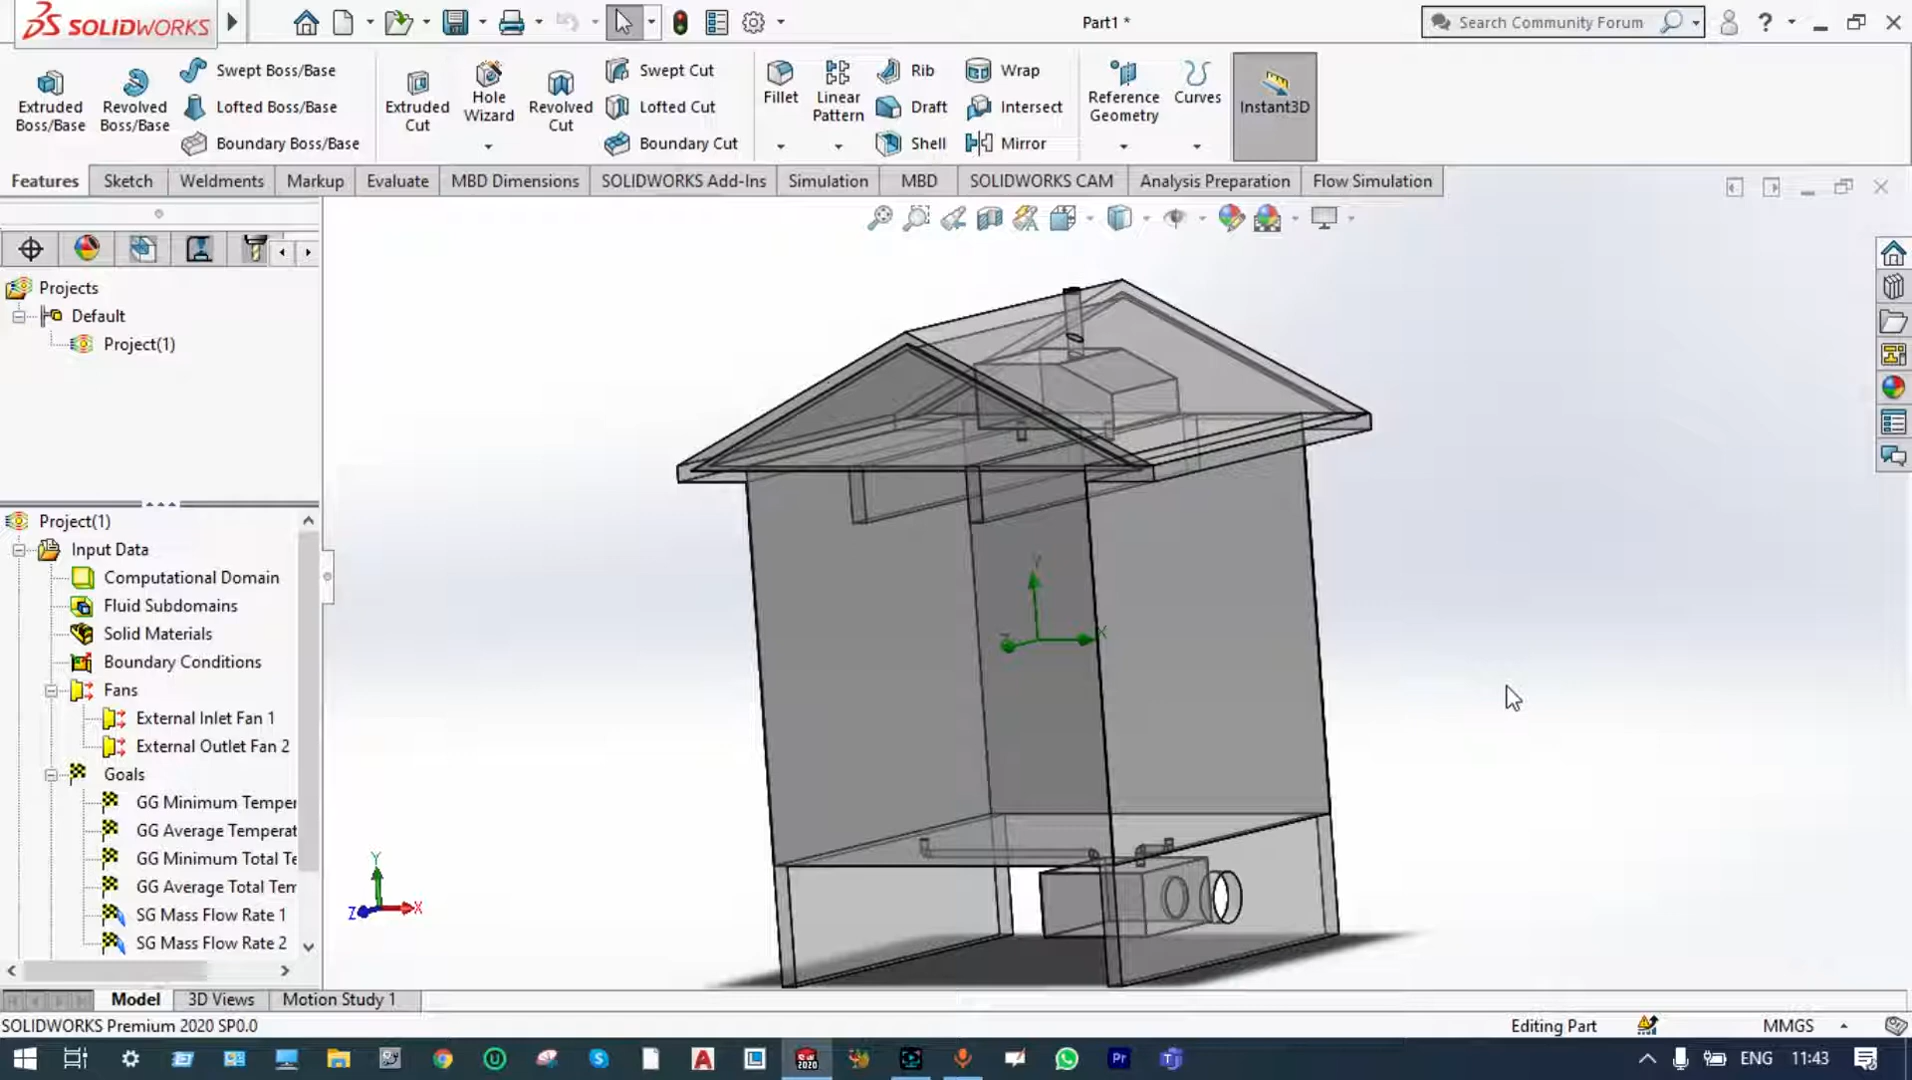 SOLIDWORKS
Part1 *
Search Community Forum
Extruded Boss/Base
Revolved Boss/Base
Swept Boss/Base
Lofted Boss/Base
Boundary Boss/Base
Extruded Cut
Hole Wizard
Revolved Cut
Swept Cut
Lofted Cut
Boundary Cut
Fillet
Linear Pattern
Rib
Draft
Shell
Wrap
Intersect
Mirror
Reference Geometry
Curves
Instant3D
Features
Sketch
Weldments
Markup
Evaluate
MBD Dimensions
SOLIDWORKS Add-Ins
Simulation
MBD
SOLIDWORKS CAM
Analysis Preparation
Flow Simulation
Projects
Default
Project(1)
Project(1)
Input Data
Computational Domain
Fluid Subdomains
Solid Materials
Boundary Conditions
Fans
External Inlet Fan 1
External Outlet Fan 2
Goals
GG Minimum Temper
GG Average Temperat
GG Minimum Total Te
GG Average Total Tem
SG Mass Flow Rate 1
SG Mass Flow Rate 2
Y
X
Z
Y
X
Z
Model
3D Views
Motion Study 1
SOLIDWORKS Premium 2020 SP0.0
Editing Part
MMGS
2020
Pr
ENG
11:43